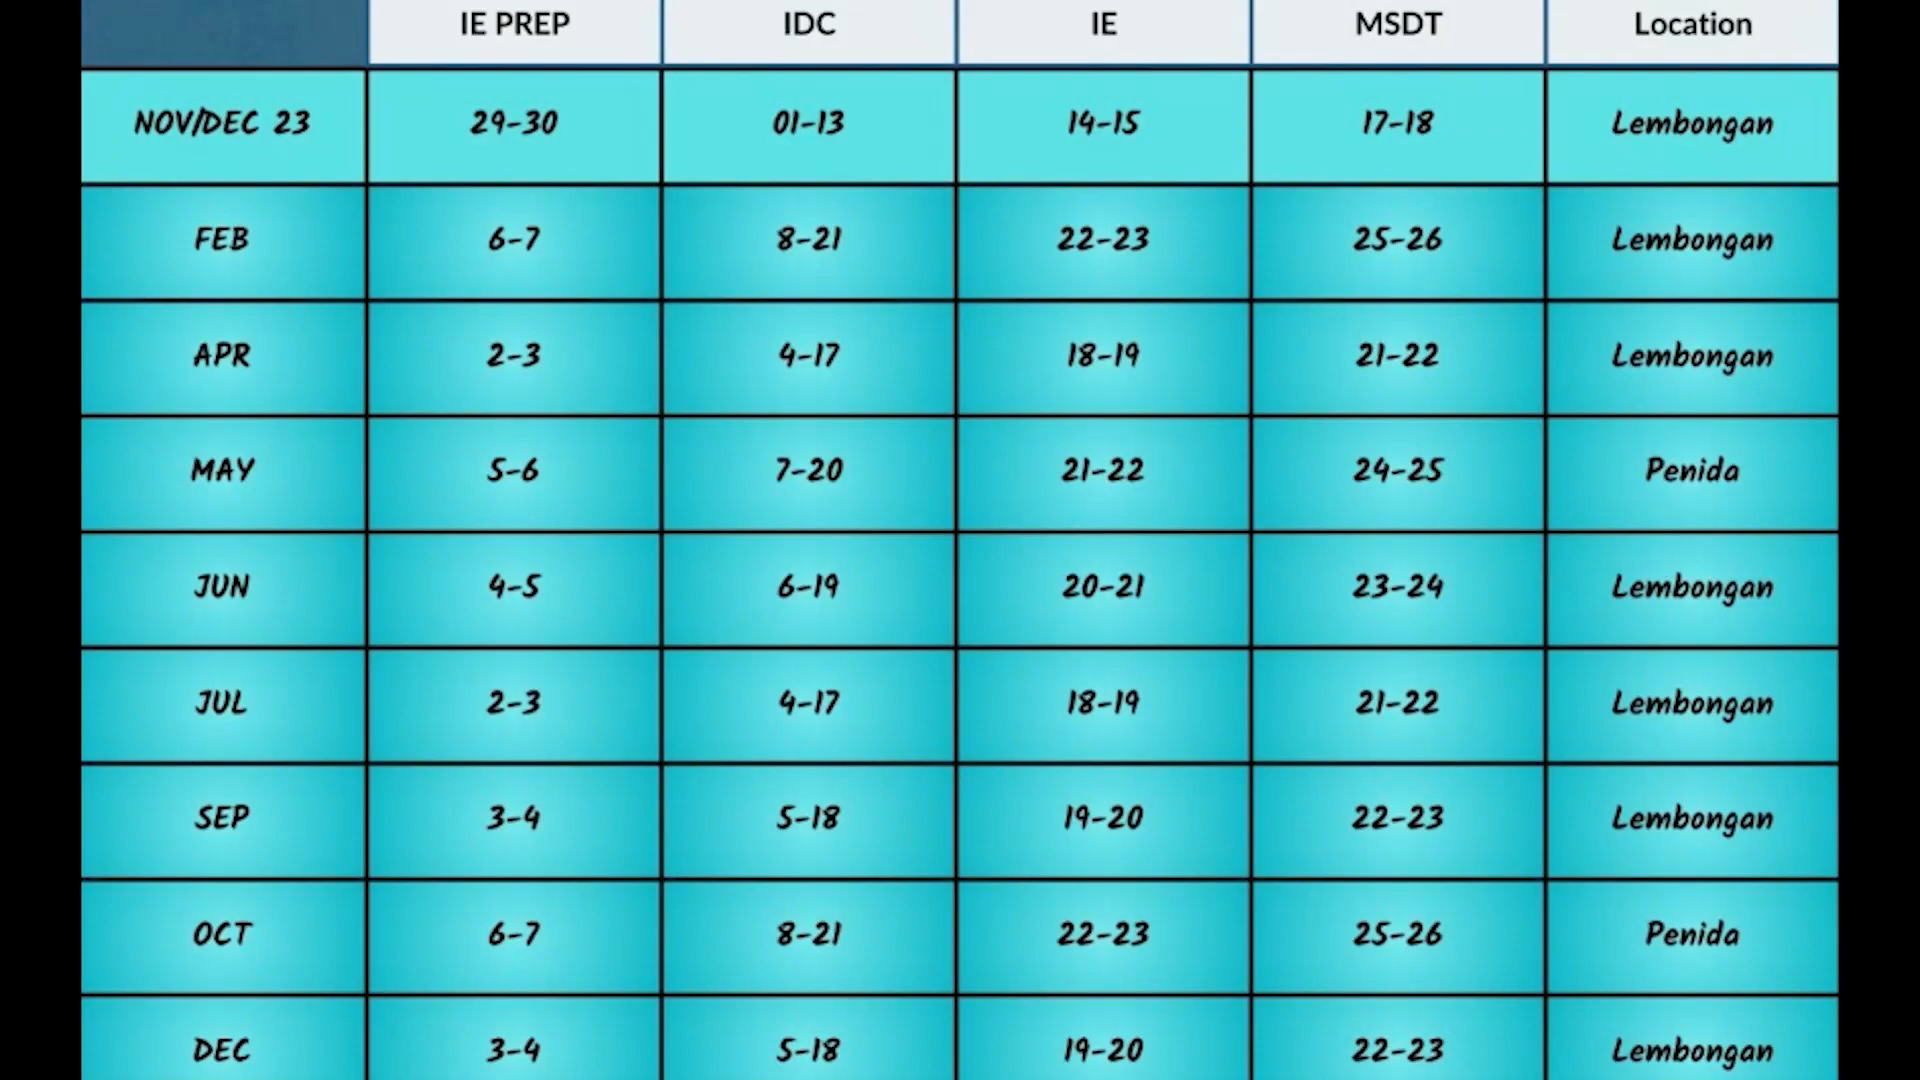 IE PREP IDC IE MSDT Location
NOV/DEC 23 29-30 01-13 14-15 17-18 Lembongan
FEB 6-7 8-21 22-23 25-26 Lembongan
APR 2-3 4-17 18-19 21-22 Lembongan
MAY 5-6 7-20 21-22 24-25 Penida
JUN 4-5 6-19 20-21 23-24 Lembongan
JUL 2-3 4-17 18-19 21-22 Lembongan
SEP 3-4 5-18 19-20 22-23 Lembongan
OCT 6-7 8-21 22-23 25-26 Penida
DEC 3-4 5-18 19-20 22-23 Lembongan